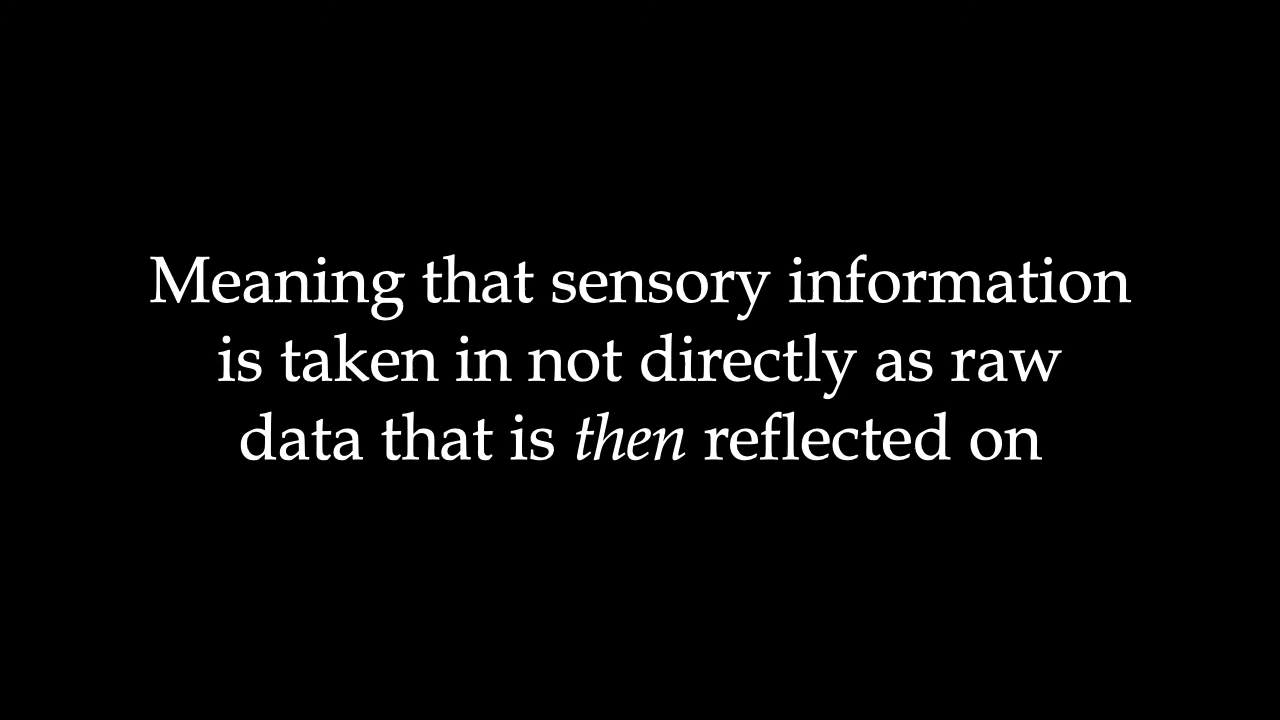 Meaning that sensory information
is taken in not directly as raw
data that is then reflected on